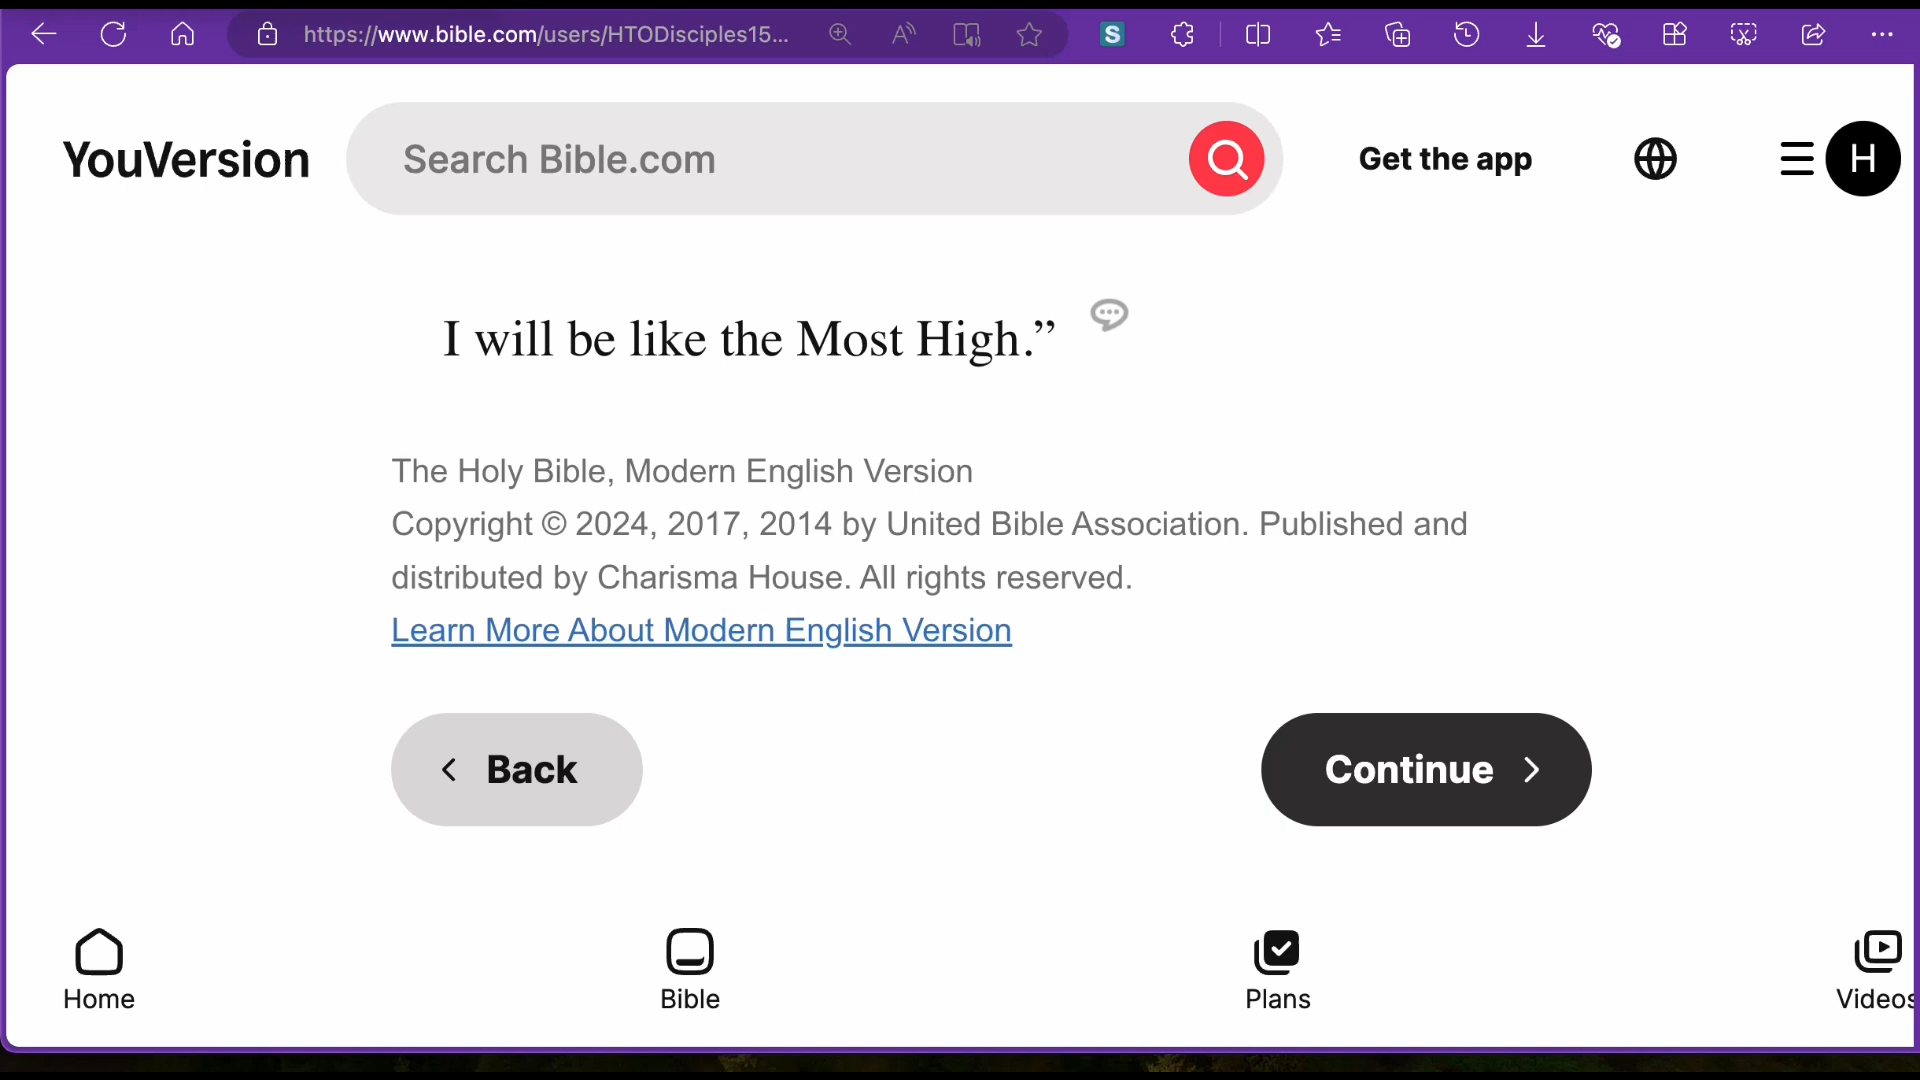 https://www.bible.com/users/HTODisciples15...
S
YouVersion
Search Bible.com
Get the app
H
I will be like the Most High.”
The Holy Bible, Modern English Version
Copyright © 2024, 2017, 2014 by United Bible Association. Published and
distributed by Charisma House. All rights reserved.
Learn More About Modern English Version
Back
Continue
Home
Bible
Plans
Videos